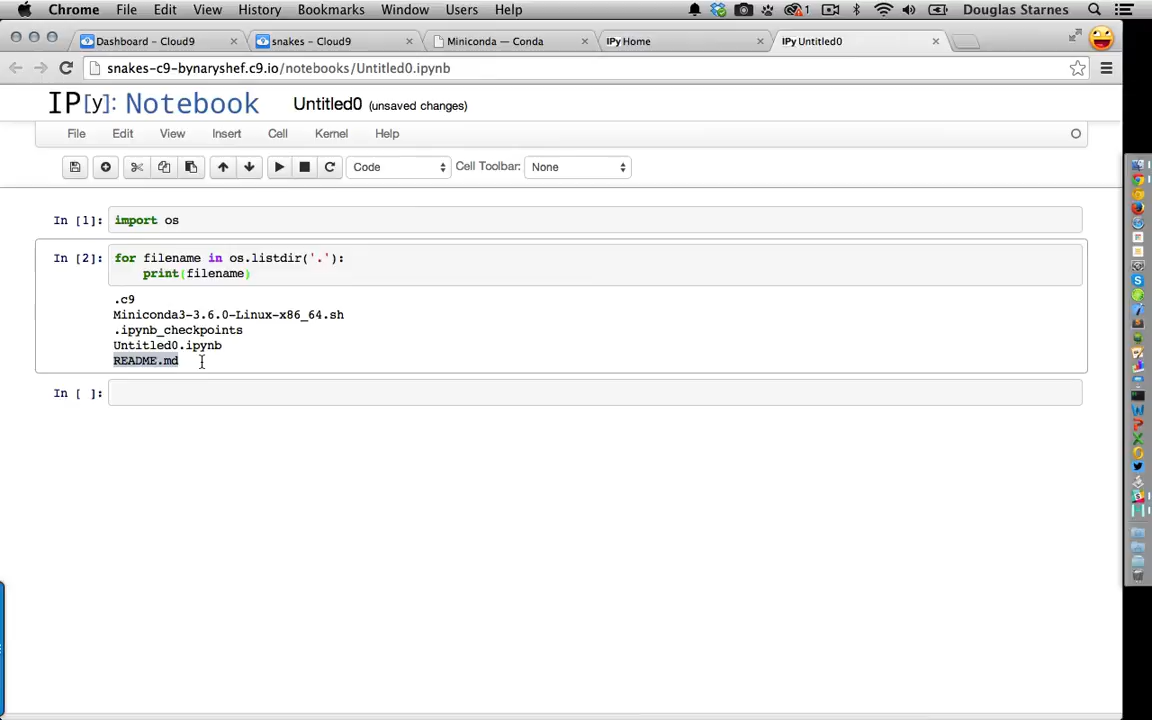 Chrome File Edit View History Bookmarks Window Users Help 1 Douglas Starnes
Dashboard - Cloud9 snakes - Cloud9 Miniconda — Conda IPy Home IPy Untitled0
snakes-c9-bynaryshef.c9.io/notebooks/Untitled0.ipynb
IP[y]: Notebook Untitled0 (unsaved changes)
File Edit View Insert Cell Kernel Help
Code Cell Toolbar: None
In [1]: import os
In [2]: for filename in os.listdir('.'):
print(filename)
.c9
Miniconda3-3.6.0-Linux-x86_64.sh
.ipynb_checkpoints
Untitled0.ipynb
README.md
In [ ]: